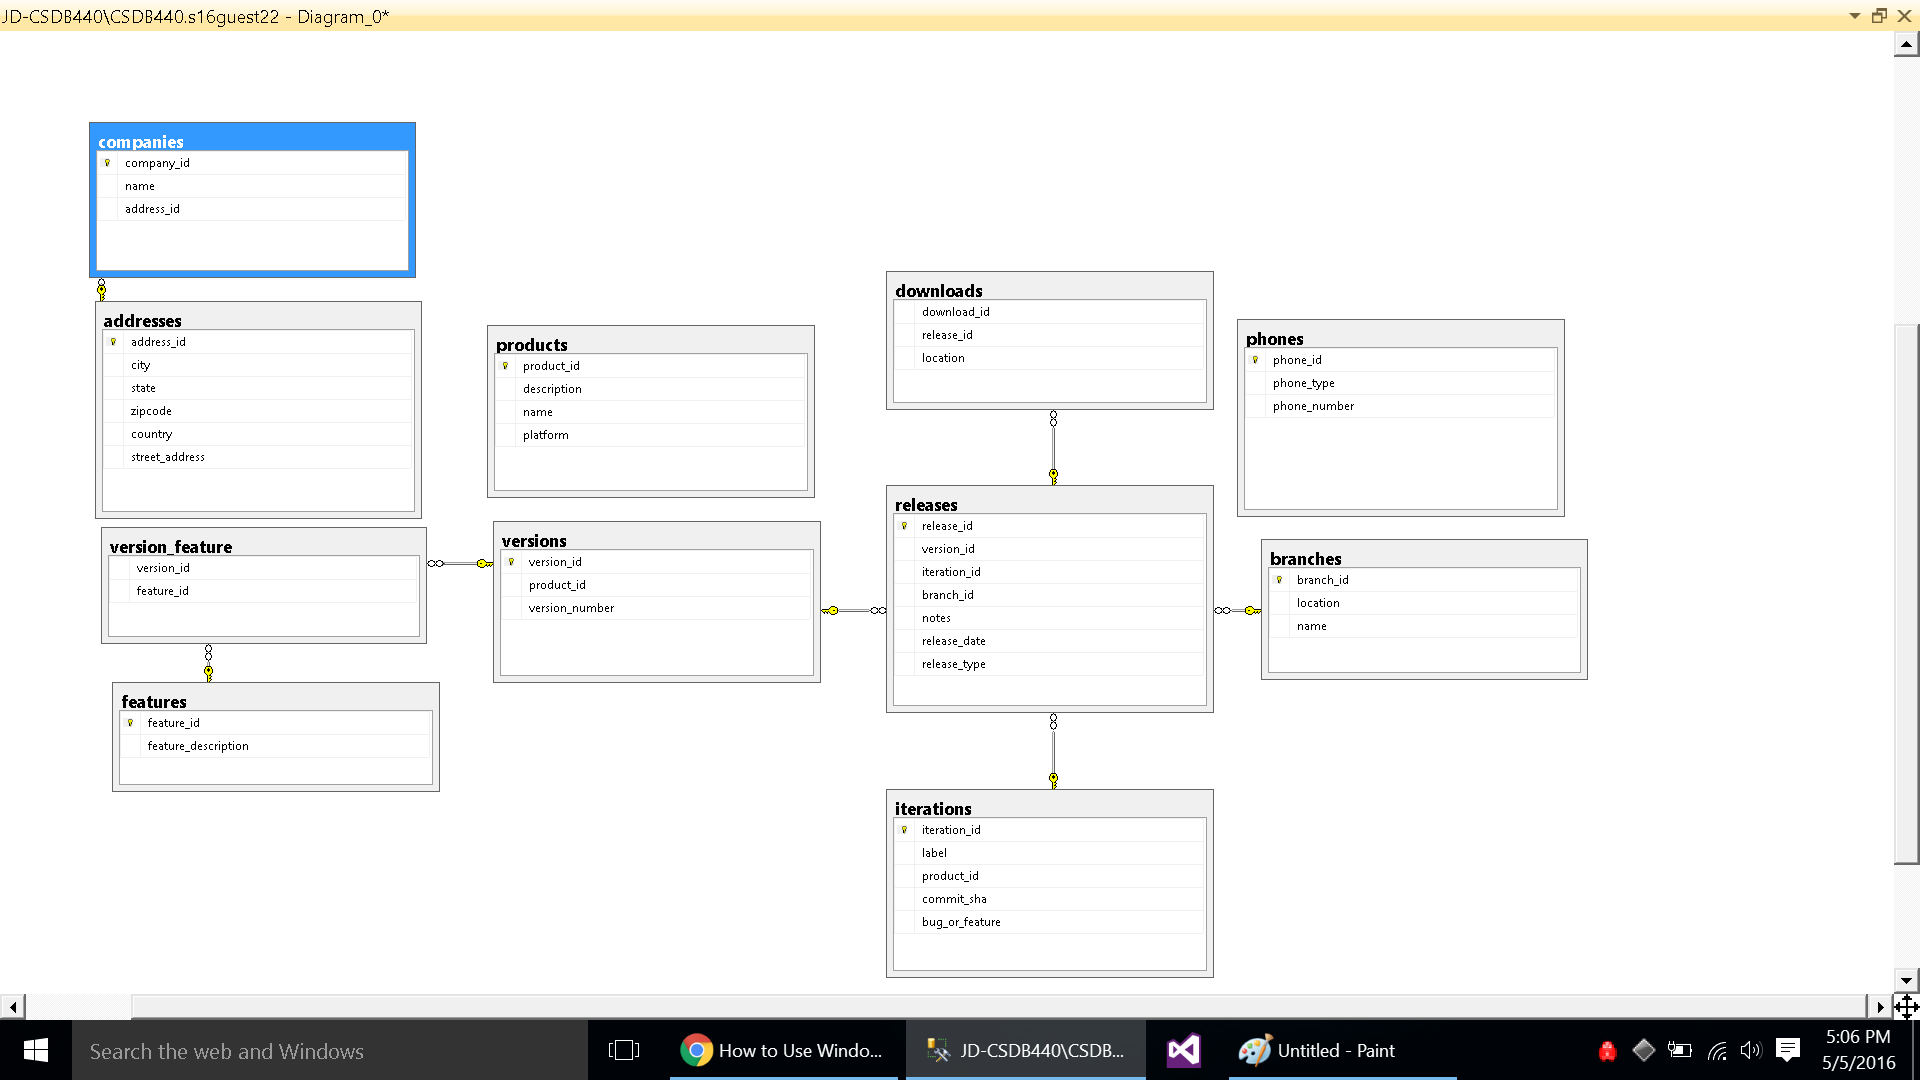 JD-CSDB440\CSDB440.s16guest22 - Diagram_0*
companies
company_id
name
address_id
addresses
address_id
city
state
zipcode
country
street_address
version_feature
version_id
feature_id
features
feature_id
feature_description
products
product_id
description
name
platform
versions
version_id
product_id
version_number
downloads
download_id
release_id
location
releases
release_id
version_id
iteration_id
branch_id
notes
release_date
release_type
iterations
iteration_id
label
product_id
commit_sha
bug_or_feature
phones
phone_id
phone_type
phone_number
branches
branch_id
location
name
Search the web and Windows
How to Use Windo...
JD-CSDB440\CSDB...
Untitled - Paint
5:06 PM
5/5/2016